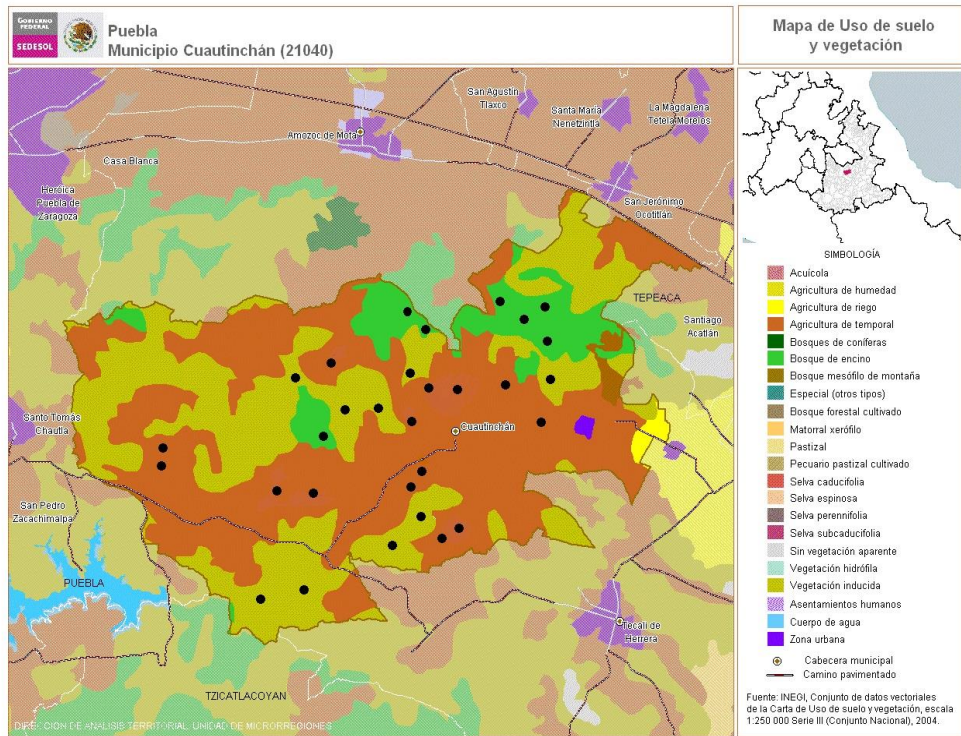 GOBIERNO
FEDERAL
SEDESOL
Puebla
Municipio Cuautinchán (21040)
Mapa de Uso de suelo
y vegetación
San Agustín
Tlaxco
Santa María
Nenetzintla
La Magdalena
Tetela Morelos
Amozoc de Mota
Casa Blanca
Heróica
Puebla de
Zaragoza
San Jerónimo
Ocotitlán
TEPEACA
Santiago
Acatlán
Santo Tomás
Chautla
Cuautinchán
San Pedro
Zacachimalpa
PUEBLA
Tecali de
Herrera
TZICATLACOYAN
DIRECCIÓN DE ANÁLISIS TERRITORIAL. UNIDAD DE MICRORREGIONES
SIMBOLOGÍA
Acuícola
Agricultura de humedad
Agricultura de riego
Agricultura de temporal
Bosques de coníferas
Bosque de encino
Bosque mesófilo de montaña
Especial (otros tipos)
Bosque forestal cultivado
Matorral xerófilo
Pastizal
Pecuario pastizal cultivado
Selva caducifolia
Selva espinosa
Selva perennifolia
Selva subcaducifolia
Sin vegetación aparente
Vegetación hidrófila
Vegetación inducida
Asentamientos humanos
Cuerpo de agua
Zona urbana
Cabecera municipal
Camino pavimentado
Fuente: INEGI, Conjunto de datos vectoriales
de la Carta de Uso de suelo y vegetación, escala
1:250 000 Serie III (Conjunto Nacional), 2004.